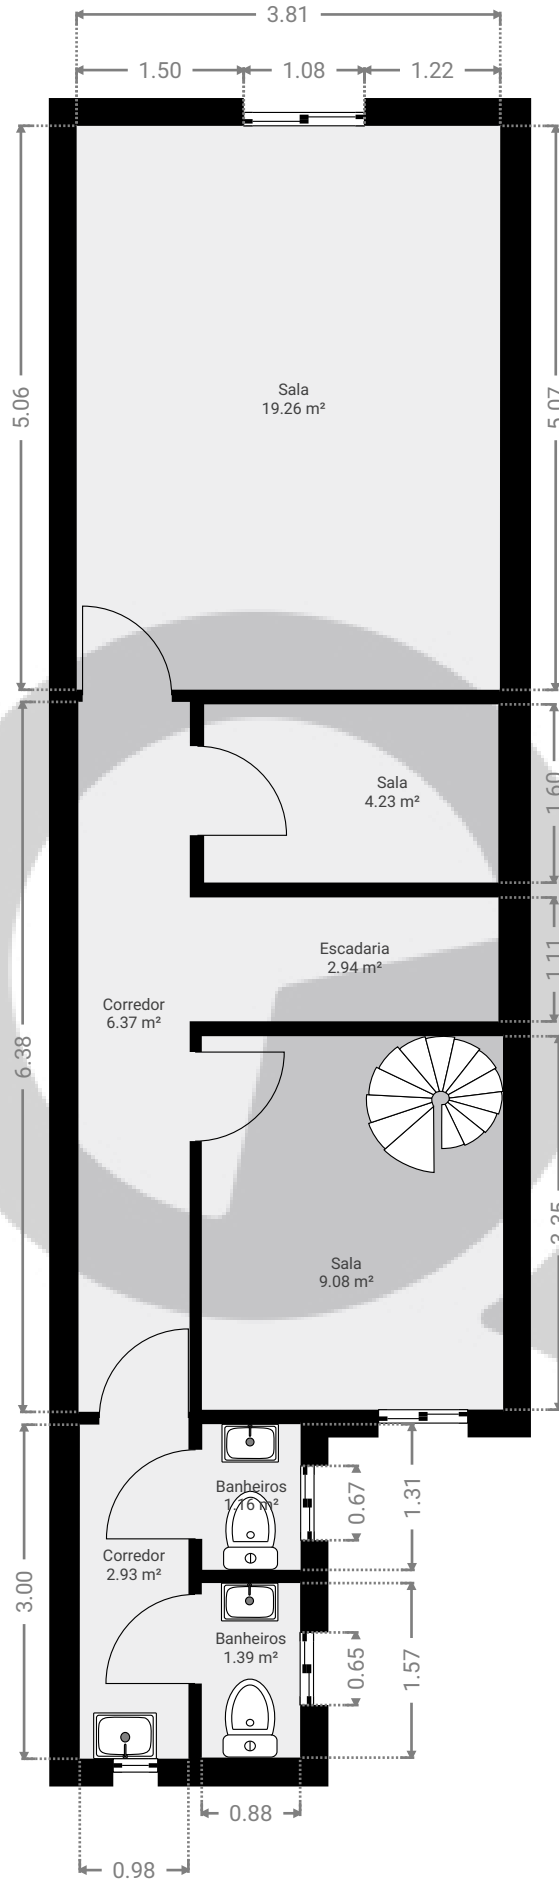 3.81
1.50
1.08
1.22
5.06
5.07
Sala
19.26 m²
Sala
4.23 m²
1.60
Escadaria
2.94 m²
1.11
Corredor
6.37 m²
6.38
3.35
Sala
9.08 m²
Banheiros
1.16 m²
0.67
1.31
Corredor
2.93 m²
3.00
Banheiros
1.39 m²
0.65
1.57
0.88
0.98